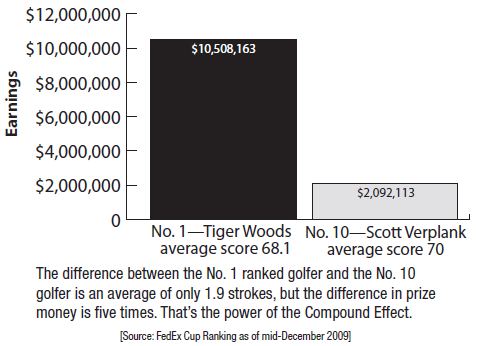 $12,000,000
$10,000,000
$8,000,000
$6,000,000
$4,000,000
$2,000,000
0
Earnings
$10,508,163
$2,092,113
No. 1—Tiger Woods
average score 68.1
No. 10—Scott Verplank
average score 70
The difference between the No. 1 ranked golfer and the No. 10
golfer is an average of only 1.9 strokes, but the difference in prize
money is five times. That’s the power of the Compound Effect.
[Source: FedEx Cup Ranking as of mid-December 2009]